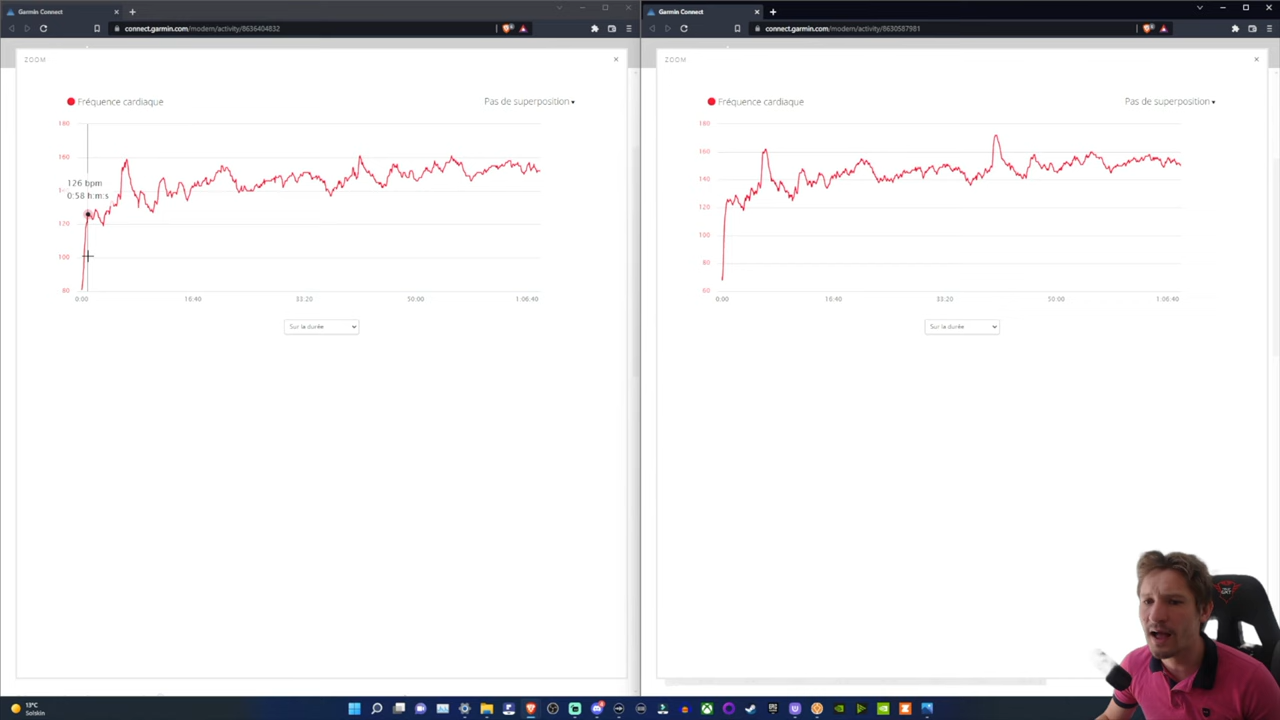 Garmin Connect
connect.garmin.com/modern/activity/8636404832
ZOOM
Fréquence cardiaque
Pas de superposition
180
160
126 bpm
0:58 h:m:s
120
100
80
0:00
16:40
33:20
50:00
1:06:40
Sur la durée
Garmin Connect
connect.garmin.com/modern/activity/8630587981
ZOOM
Fréquence cardiaque
Pas de superposition
180
160
140
120
100
80
60
0:00
16:40
33:20
50:00
1:06:40
Sur la durée
13°C
Solskin